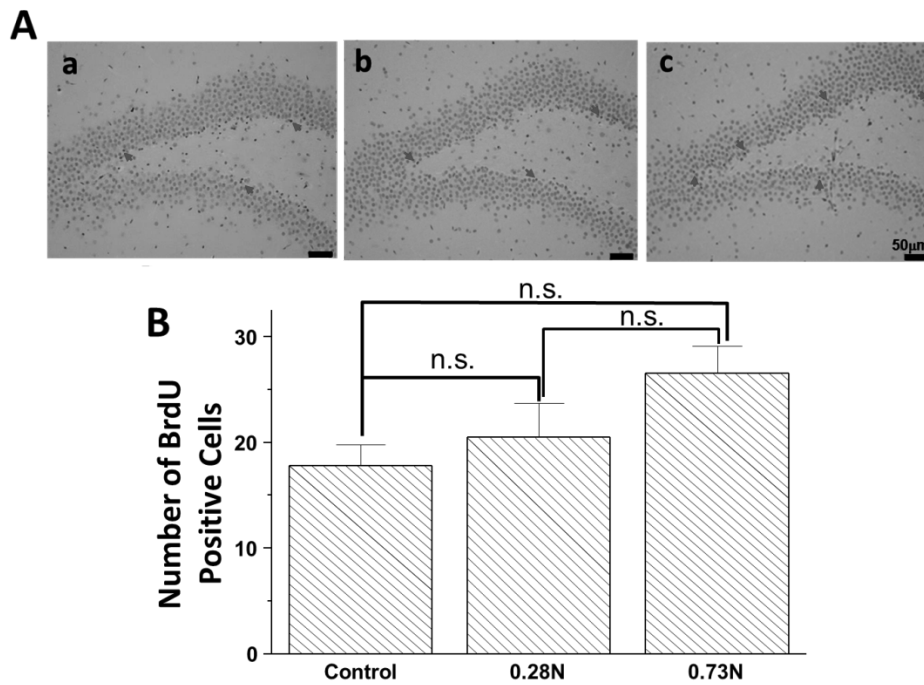 A
a
b
c
50μm
B
n.s.
n.s.
n.s.
Number of BrdU
Positive Cells
30
20
10
0
Control
0.28N
0.73N